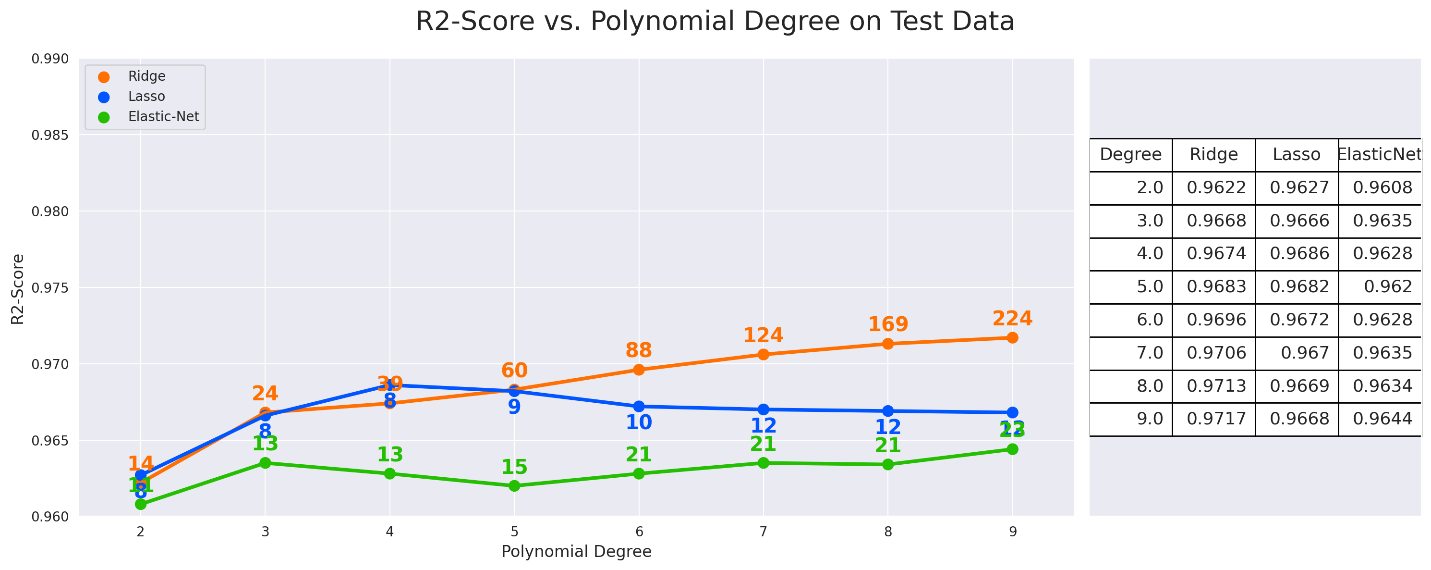 R2-Score vs. Polynomial Degree on Test Data
R2-Score
0.990
0.985
0.980
0.975
0.970
0.965
0.960
Ridge
Lasso
Elastic-Net
14 24 39 60 88 124 169 224
8 8 8 9 10 12 12
13 13 15 21 21 21 23
2 3 4 5 6 7 8 9
Polynomial Degree
Degree Ridge Lasso ElasticNet
2.0 0.9622 0.9627 0.9608
3.0 0.9668 0.9666 0.9635
4.0 0.9674 0.9686 0.9628
5.0 0.9683 0.9682 0.962
6.0 0.9696 0.9672 0.9628
7.0 0.9706 0.967 0.9635
8.0 0.9713 0.9669 0.9634
9.0 0.9717 0.9668 0.9644